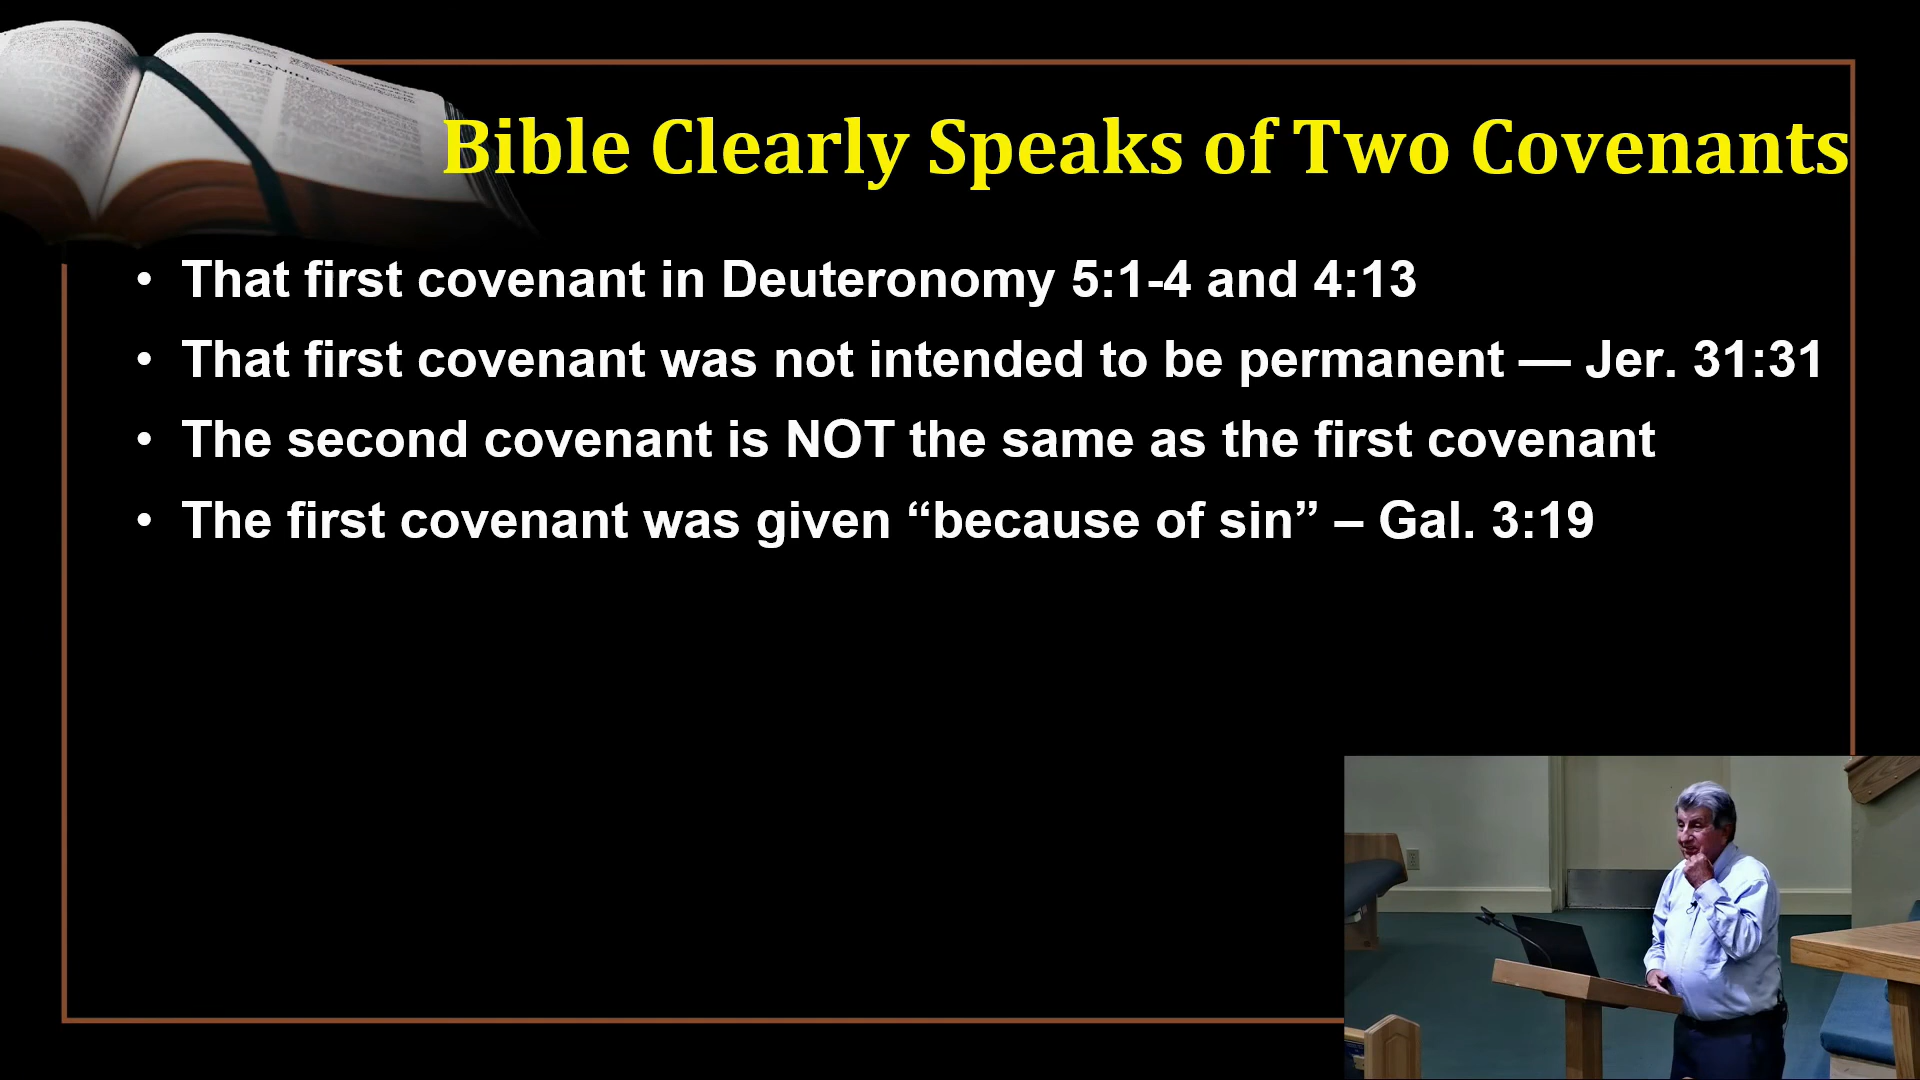 DANIEL
Bible Clearly Speaks of Two Covenants
• That first covenant in Deuteronomy 5:1-4 and 4:13
• That first covenant was not intended to be permanent — Jer. 31:31
• The second covenant is NOT the same as the first covenant
• The first covenant was given “because of sin” – Gal. 3:19